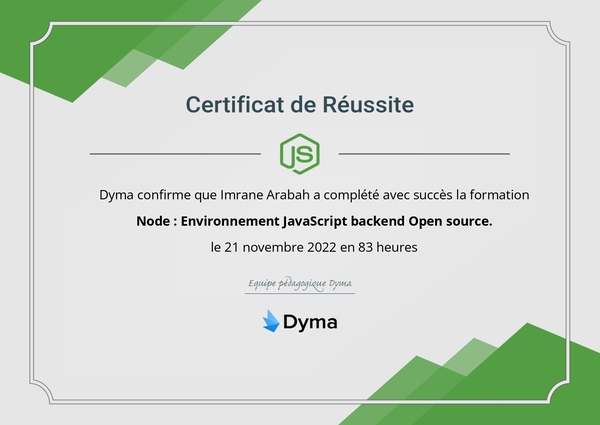 Certificat de Réussite
JS
Dyma confirme que Imrane Arabah a complété avec succès la formation
Node : Environnement JavaScript backend Open source.
le 21 novembre 2022 en 83 heures
Equipe pédagogique Dyma
Dyma